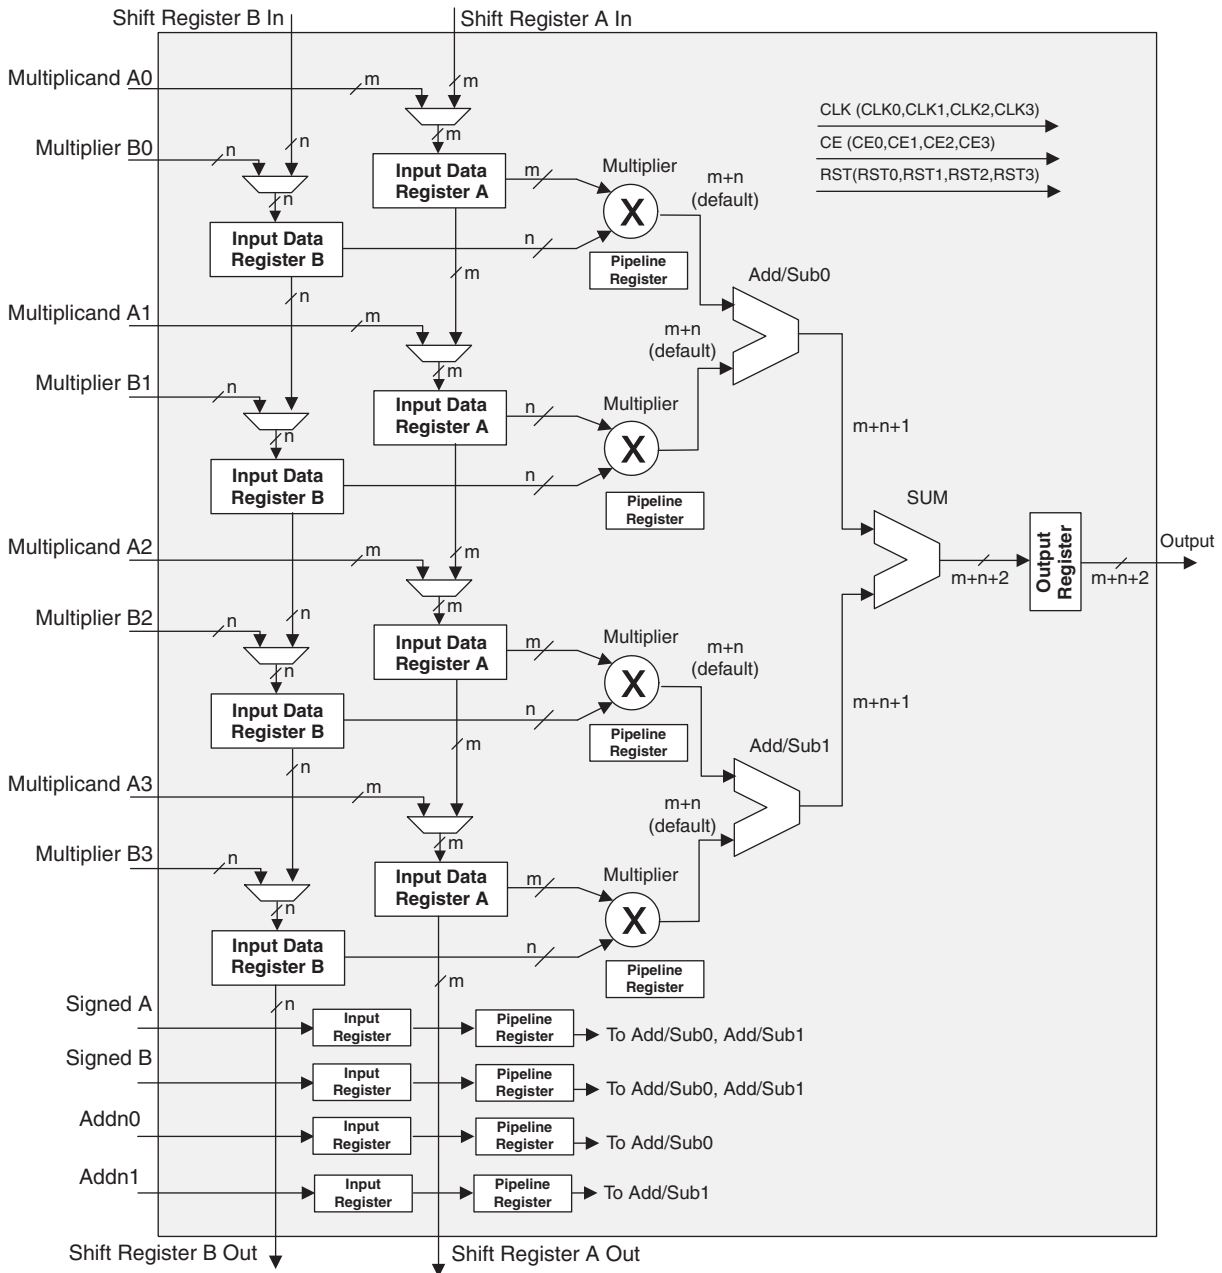 Shift Register B In
Shift Register A In
Multiplicand A0
m
m
CLK (CLK0,CLK1,CLK2,CLK3)
m
CE (CE0,CE1,CE2,CE3)
Multiplier B0
n
n
RST(RST0,RST1,RST2,RST3)
Input Data
Register A
m
Multiplier
m+n
(default)
X
n
Input Data
Register B
n
Pipeline
Register
m
Add/Sub0
n
Multiplicand A1
m
m+n
(default)
m
Multiplier B1
n
Input Data
Register A
n
Multiplier
X
m+n+1
n
Input Data
Register B
n
Pipeline
Register
SUM
Multiplicand A2
m
m
Output
Register
Output
m+n+2
m+n+2
m
Multiplier B2
n
n
Input Data
Register A
m
Multiplier
m+n
(default)
X
n
Input Data
Register B
n
m+n+1
Pipeline
Register
m
Add/Sub1
n
Multiplicand A3
m
m+n
(default)
m
Multiplier B3
n
Input Data
Register A
m
Multiplier
X
n
Input Data
Register B
n
Pipeline
Register
m
n
Signed A
Input
Register
Pipeline
Register
To Add/Sub0, Add/Sub1
Signed B
Input
Register
Pipeline
Register
To Add/Sub0, Add/Sub1
Addn0
Input
Register
Pipeline
Register
To Add/Sub0
Addn1
Input
Register
Pipeline
Register
To Add/Sub1
Shift Register B Out
Shift Register A Out